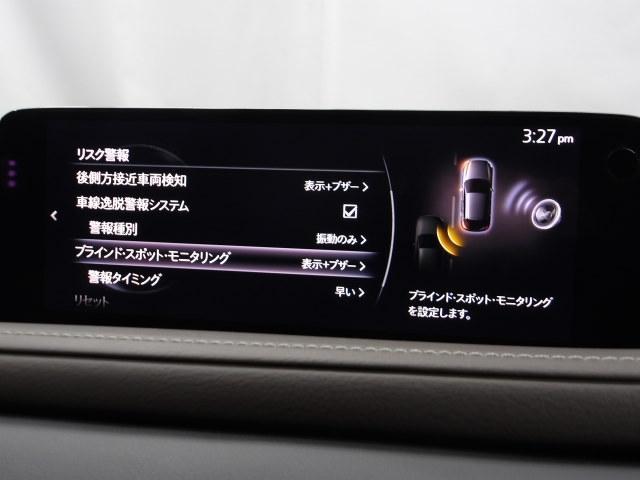 3:27 pm
リスク警報
後側方接近車両検知 表示+ブザー
車線逸脱警報システム
警報種別 振動のみ
ブラインド・スポット・モニタリング 表示+ブザー
警報タイミング 早い
リセット
ブラインド・スポット・モニタリング
を設定します。